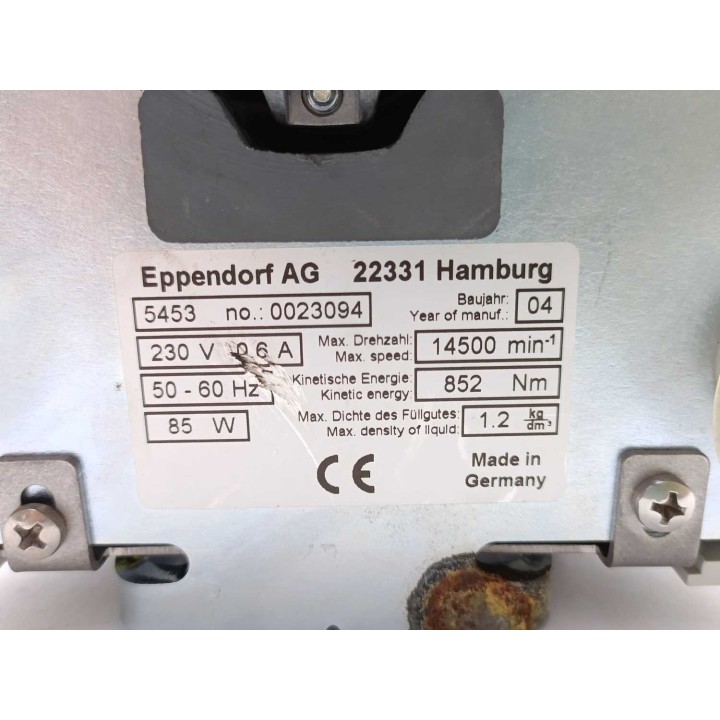 Eppendorf AG 22331 Hamburg
5453 no.: 0023094
Baujahr:
Year of manuf.: 04
230 V 0.6 A
Max. Drehzahl:
Max. speed: 14500 min-1
50 - 60 Hz
Kinetische Energie:
Kinetic energy: 852 Nm
85 W
Max. Dichte des Füllgutes:
Max. density of liquid: 1.2 kg/dm³
CE
Made in
Germany